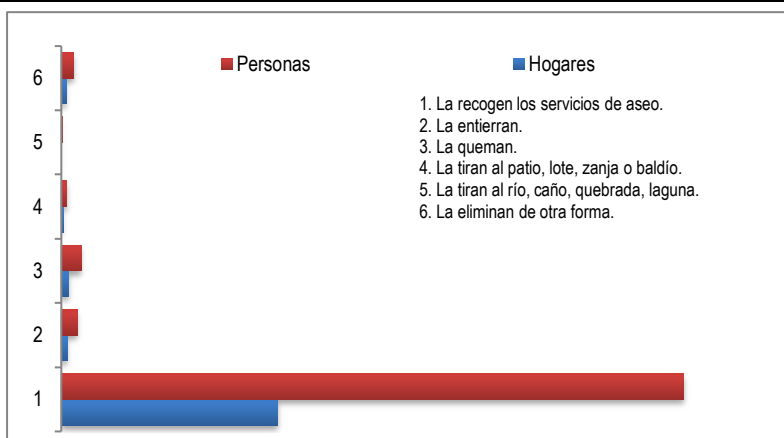 Personas Hogares
1. La recogen los servicios de aseo.
2. La entierran.
3. La queman.
4. La tiran al patio, lote, zanja o baldío.
5. La tiran al río, caño, quebrada, laguna.
6. La eliminan de otra forma.
6
5
4
3
2
1